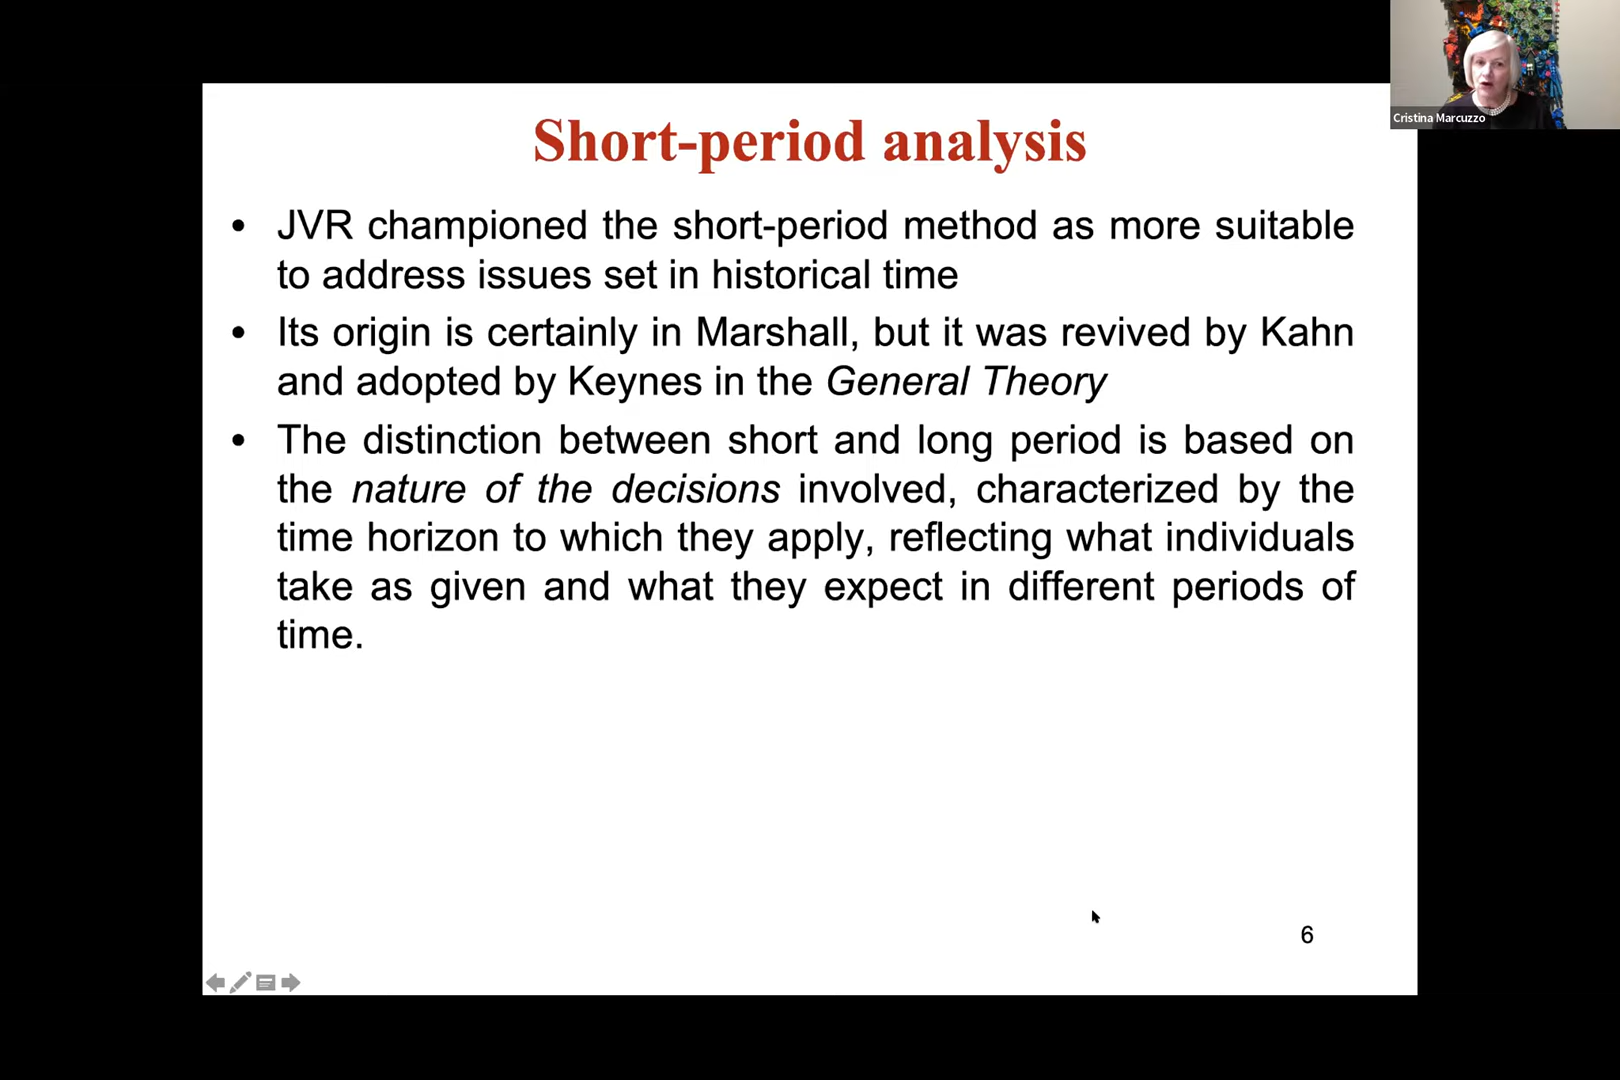 Cristina Marcuzzo
Short-period analysis
• JVR championed the short-period method as more suitable
to address issues set in historical time
• Its origin is certainly in Marshall, but it was revived by Kahn
and adopted by Keynes in the General Theory
• The distinction between short and long period is based on
the nature of the decisions involved, characterized by the
time horizon to which they apply, reflecting what individuals
take as given and what they expect in different periods of
time.
6